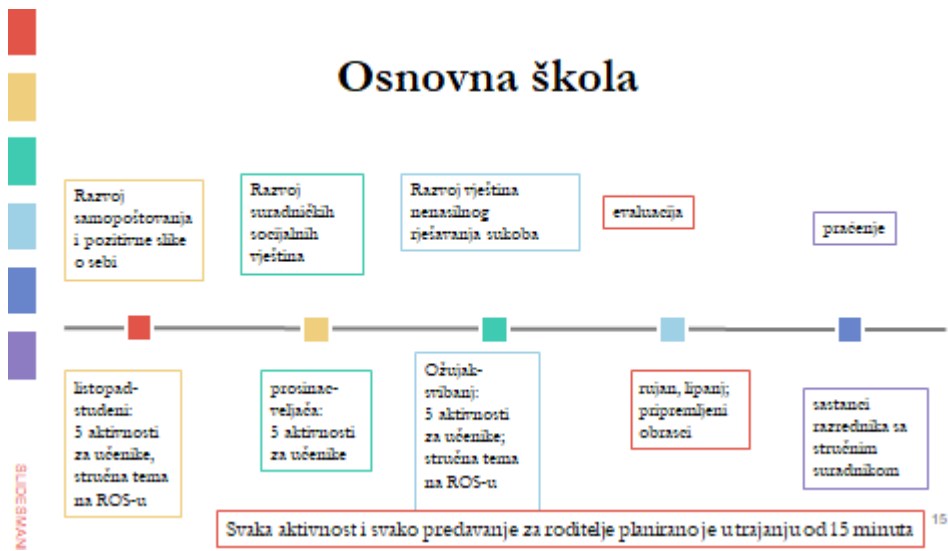 Osnovna škola
Razvoj
samopoštovanja
i pozitivne slike
o sebi
Razvoj
suradničkih
socijalnih
vještina
Razvoj vještina
nenasilnog
rješavanja sukoba
evaluacija
praćenje
listopad-
studeni:
5 aktivnosti
za učenike,
stručna tema
na ROS-u
prosinac-
veljača:
5 aktivnosti
za učenike
Ožujak-
svibanj:
5 aktivnosti
za učenike;
stručna tema
na ROS-u
rujan, lipanj;
pripremljeni
obrasci
sastanci
razrednika sa
stručnim
suradnikom
Svaka aktivnost i svako predavanje za roditelje planirano je u trajanju od 15 minuta
15
SLIDESMANI